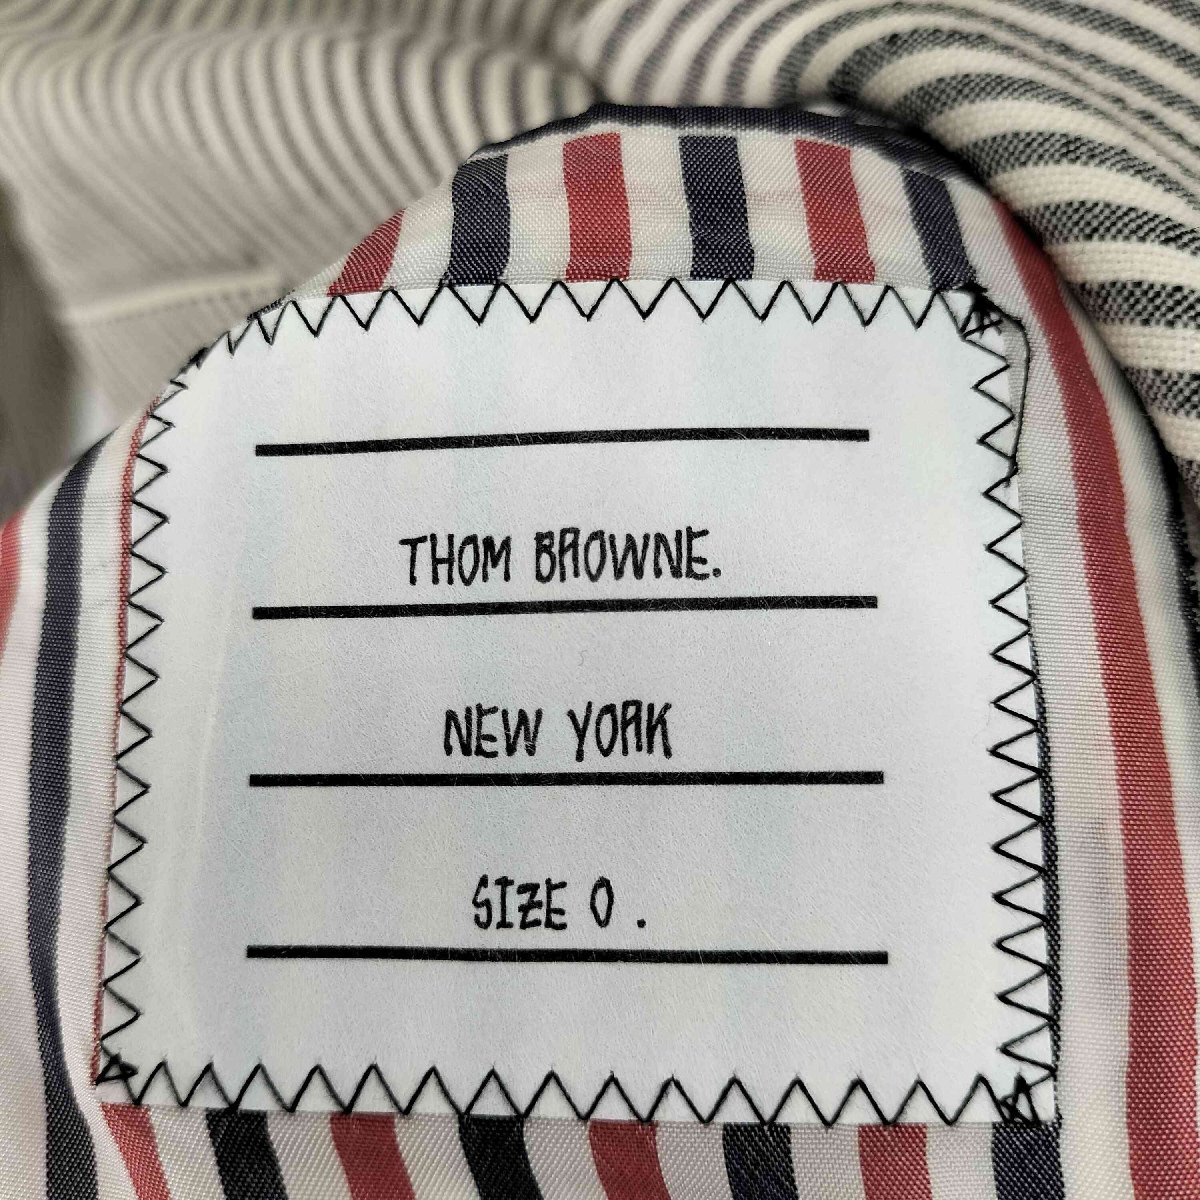 THOM BROWNE.
NEW YORK
SIZE 0 .